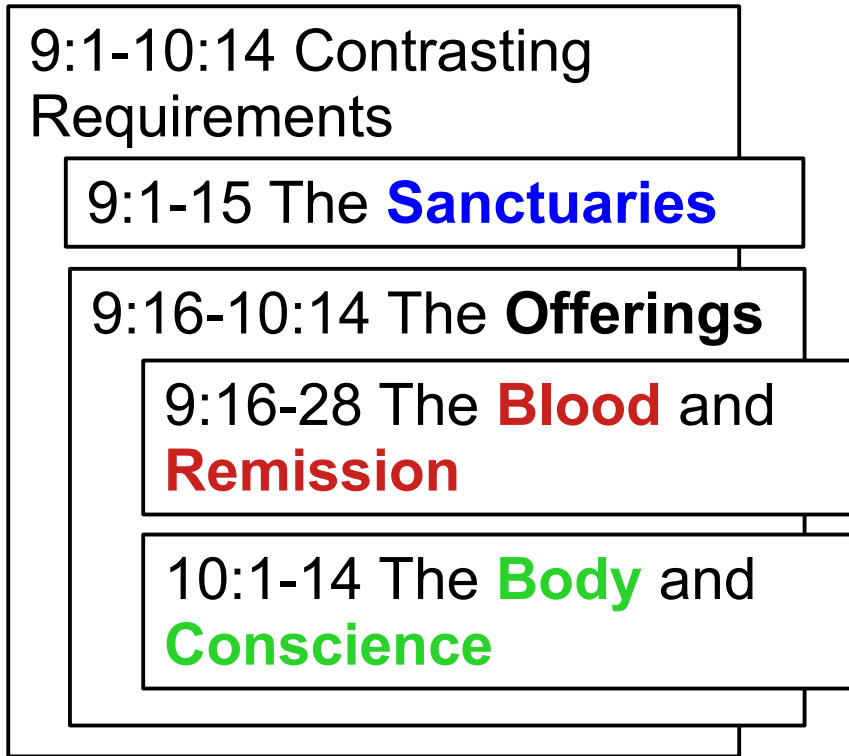 9:1-10:14 Contrasting
Requirements
9:1-15 The Sanctuaries
9:16-10:14 The Offerings
9:16-28 The Blood and
Remission
10:1-14 The Body and
Conscience